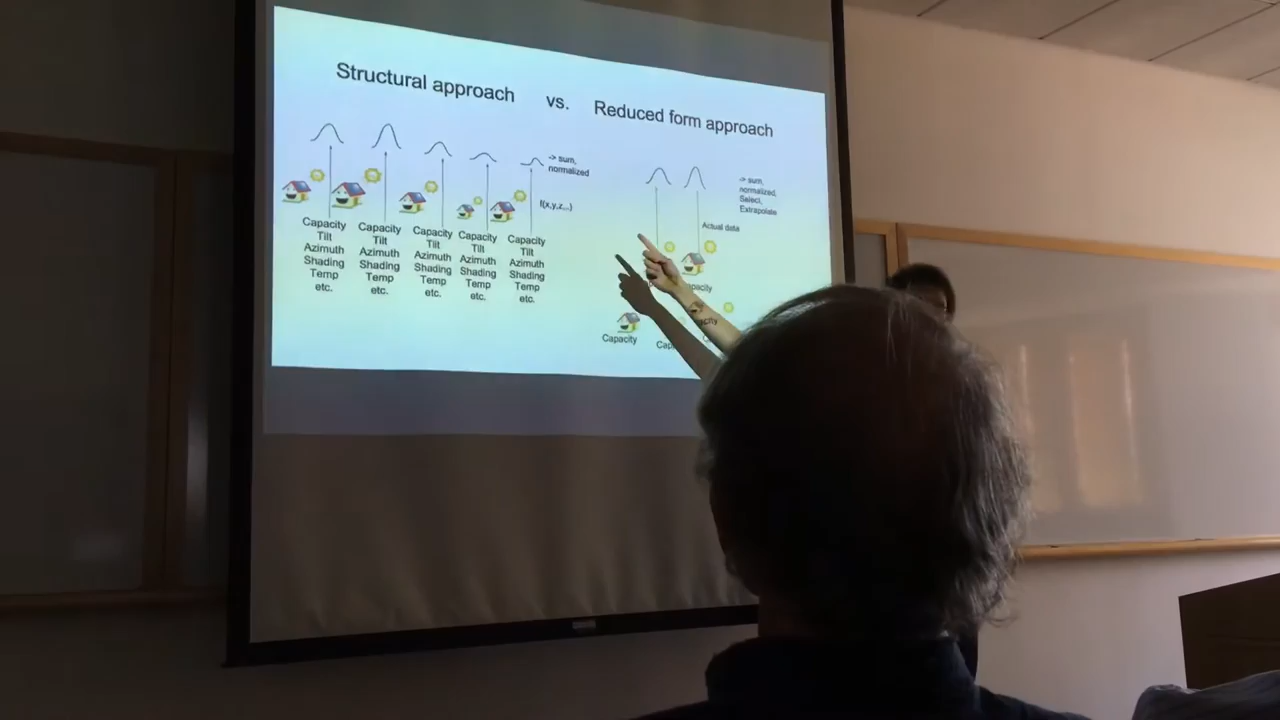 Structural approach
vs.
Reduced form approach
-> sum,
normalized
f(x,y,z,..)
Capacity
Tilt
Azimuth
Shading
Temp
etc.
Capacity
Tilt
Azimuth
Shading
Temp
etc.
Capacity
Tilt
Azimuth
Shading
Temp
etc.
Capacity
Tilt
Azimuth
Shading
Temp
etc.
Capacity
Tilt
Azimuth
Shading
Temp
etc.
-> sum,
normalized,
Select,
Extrapolate
Actual data
Capacity